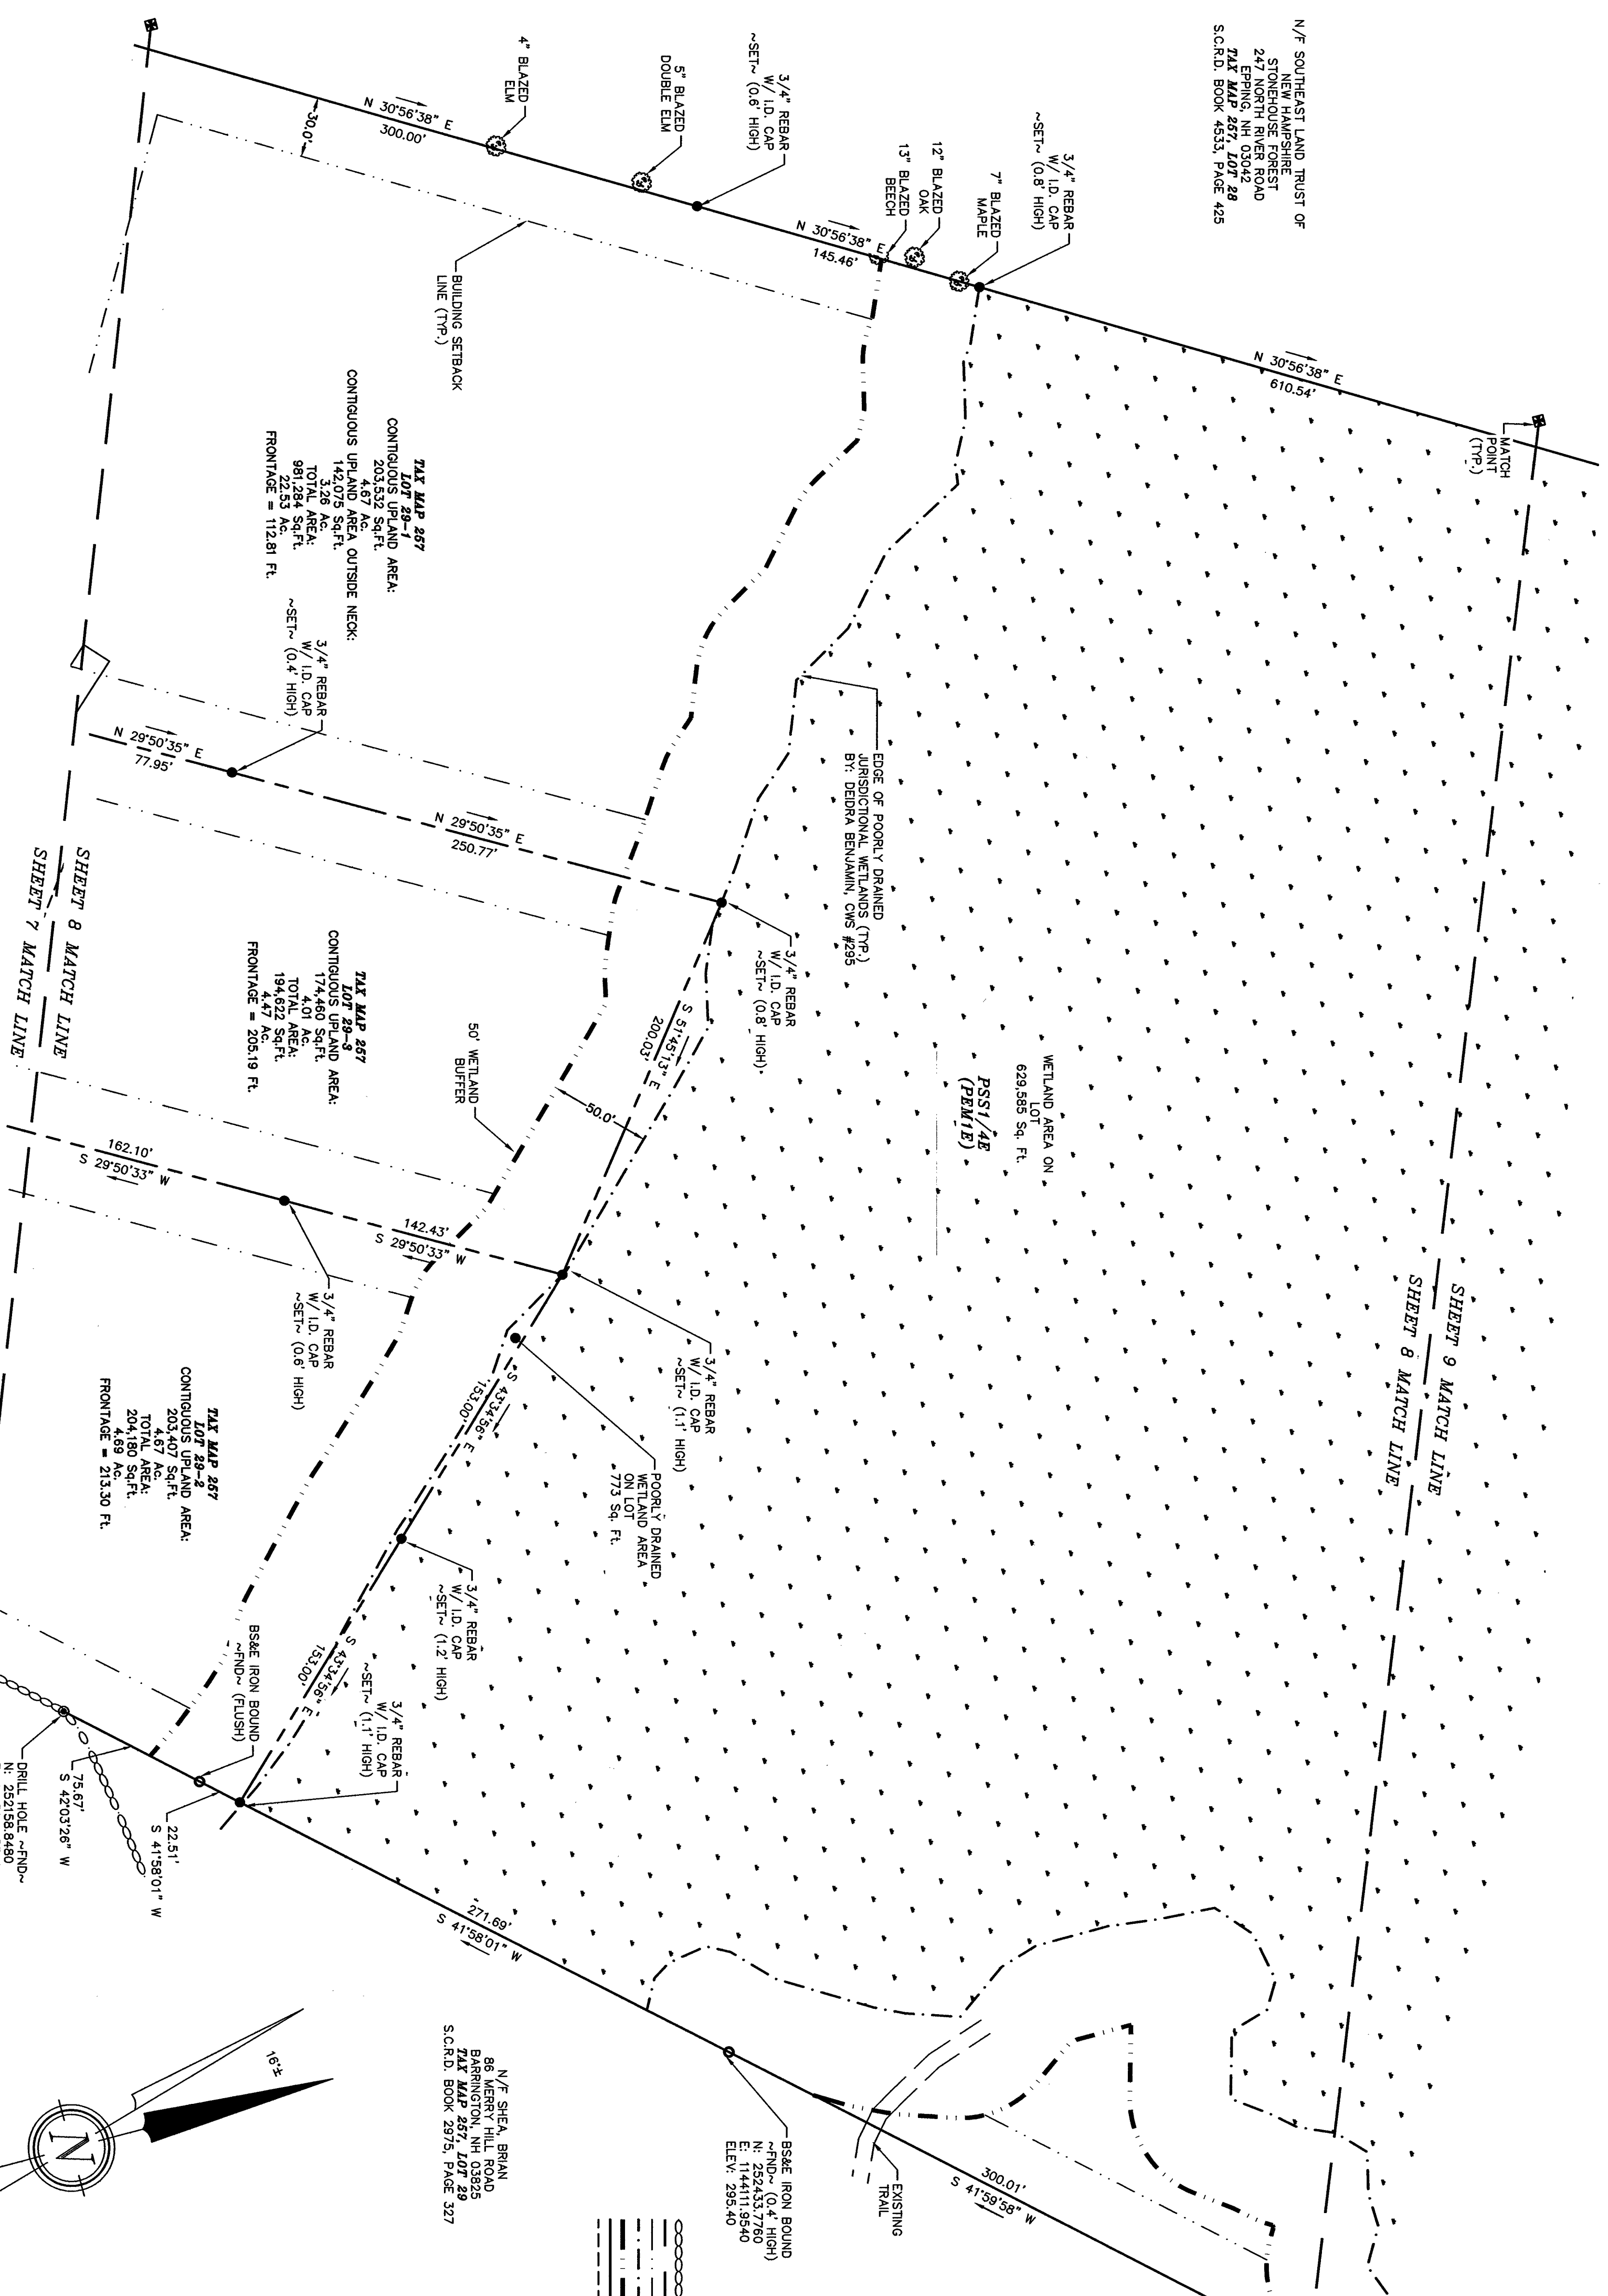 N/F SOUTHEAST LAND TRUST OF
NEW HAMPSHIRE
STONEHOUSE FOREST
247 NORTH RIVER ROAD
EPPING, NH 03042
TAX MAP 257, LOT 28
S.C.R.D. BOOK 4533, PAGE 425
MATCH
POINT
(TYP.)
N 30°56'38" E
610.54'
3/4" REBAR
W/ I.D. CAP
~SET~ (0.8' HIGH)
7" BLAZED
MAPLE
12" BLAZED
OAK
13" BLAZED
BEECH
N 30°56'38" E
145.46'
3/4" REBAR
W/ I.D. CAP
~SET~ (0.6' HIGH)
5" BLAZED
DOUBLE ELM
4" BLAZED
ELM
N 30°56'38" E
300.00'
30.0'
BUILDING SETBACK
LINE (TYP.)
TAX MAP 257
LOT 29-1
CONTIGUOUS UPLAND AREA:
203,532 Sq.Ft.
4.67 Ac.
CONTIGUOUS UPLAND AREA OUTSIDE NECK:
142,075 Sq.Ft.
3.26 Ac.
TOTAL AREA:
981,284 Sq.Ft.
22.53 Ac.
FRONTAGE = 112.81 Ft.
3/4" REBAR
W/ I.D. CAP
~SET~ (0.4' HIGH)
N 29°50'35" E
77.95'
N 29°50'35" E
250.77'
EDGE OF POORLY DRAINED
JURISDICTIONAL WETLANDS (TYP.)
BY: DEIDRA BENJAMIN, CWS #295
3/4" REBAR
W/ I.D. CAP
~SET~ (0.8' HIGH)
SHEET 8 MATCH LINE
SHEET 7 MATCH LINE
TAX MAP 257
LOT 29-3
CONTIGUOUS UPLAND AREA:
174,460 Sq.Ft.
4.01 Ac.
TOTAL AREA:
194,622 Sq.Ft.
4.47 Ac.
FRONTAGE = 205.19 Ft.
S 51°45'13" E
200.03'
50' WETLAND
BUFFER
50.0'
WETLAND AREA ON
LOT
629,585 Sq. Ft.
PSS1/4E
(PEM1E)
SHEET 9 MATCH LINE
SHEET 8 MATCH LINE
162.10'
S 29°50'33" W
142.43'
S 29°50'33" W
3/4" REBAR
W/ I.D. CAP
~SET~ (0.6' HIGH)
3/4" REBAR
W/ I.D. CAP
~SET~ (1.1' HIGH)
POORLY DRAINED
WETLAND AREA
ON LOT
773 Sq. Ft.
S 43°34'56" E
153.00'
TAX MAP 257
LOT 29-2
CONTIGUOUS UPLAND AREA:
203,407 Sq.Ft.
4.67 Ac.
TOTAL AREA:
204,180 Sq.Ft.
4.69 Ac.
FRONTAGE = 213.30 Ft.
3/4" REBAR
W/ I.D. CAP
~SET~ (1.2' HIGH)
S 43°34'56" E
153.00'
3/4" REBAR
W/ I.D. CAP
~SET~ (1.1' HIGH)
BS&E IRON BOUND
~FND~ (FLUSH)
DRILL HOLE ~FND~
N: 252158.8480
75.67'
S 42°03'26" W
22.51'
S 41°58'01" W
271.69'
S 41°58'01" W
N/F SHEA, BRIAN
86 MERRY HILL ROAD
BARRINGTON, NH 03825
TAX MAP 257, LOT 29
S.C.R.D. BOOK 2975, PAGE 327
BS&E IRON BOUND
~FND~ (0.4' HIGH)
N: 252433.7760
E: 1144111.9540
ELEV: 295.40
EXISTING
TRAIL
300.01'
S 41°59'58" W
16°±
N